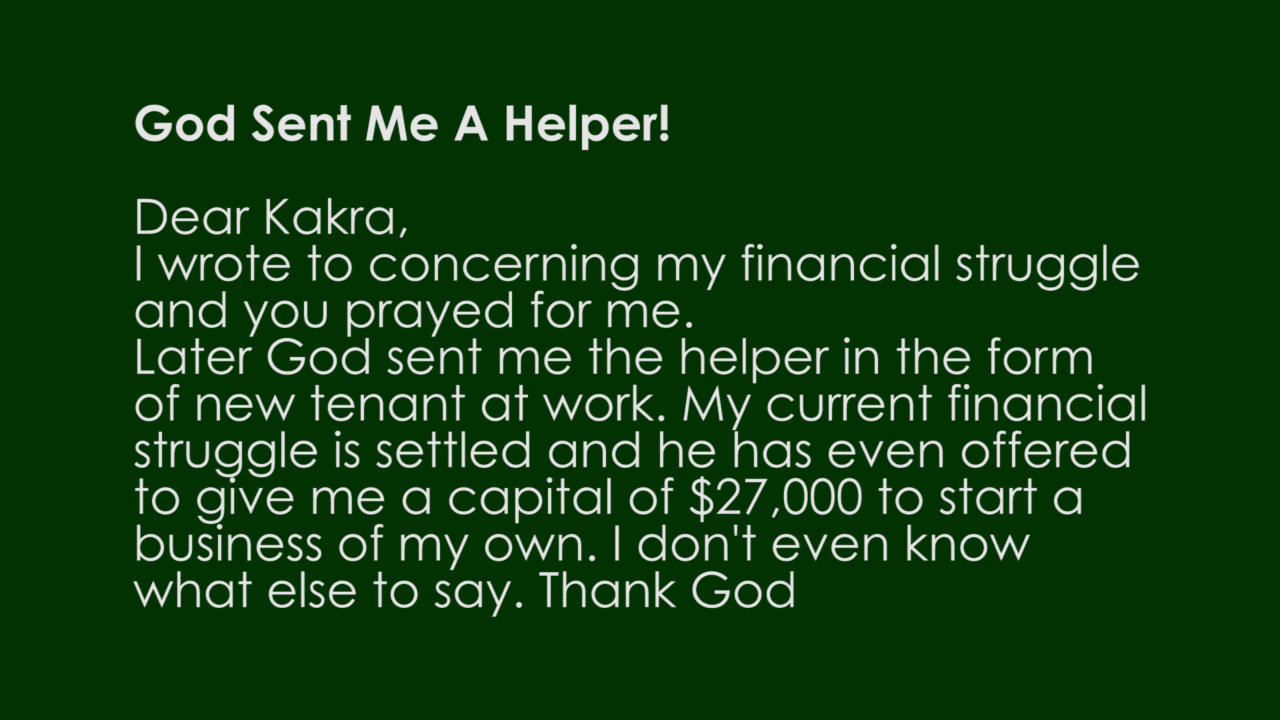 God Sent Me A Helper!
Dear Kakra,
I wrote to concerning my financial struggle
and you prayed for me.
Later God sent me the helper in the form
of new tenant at work. My current financial
struggle is settled and he has even offered
to give me a capital of $27,000 to start a
business of my own. I don't even know
what else to say. Thank God